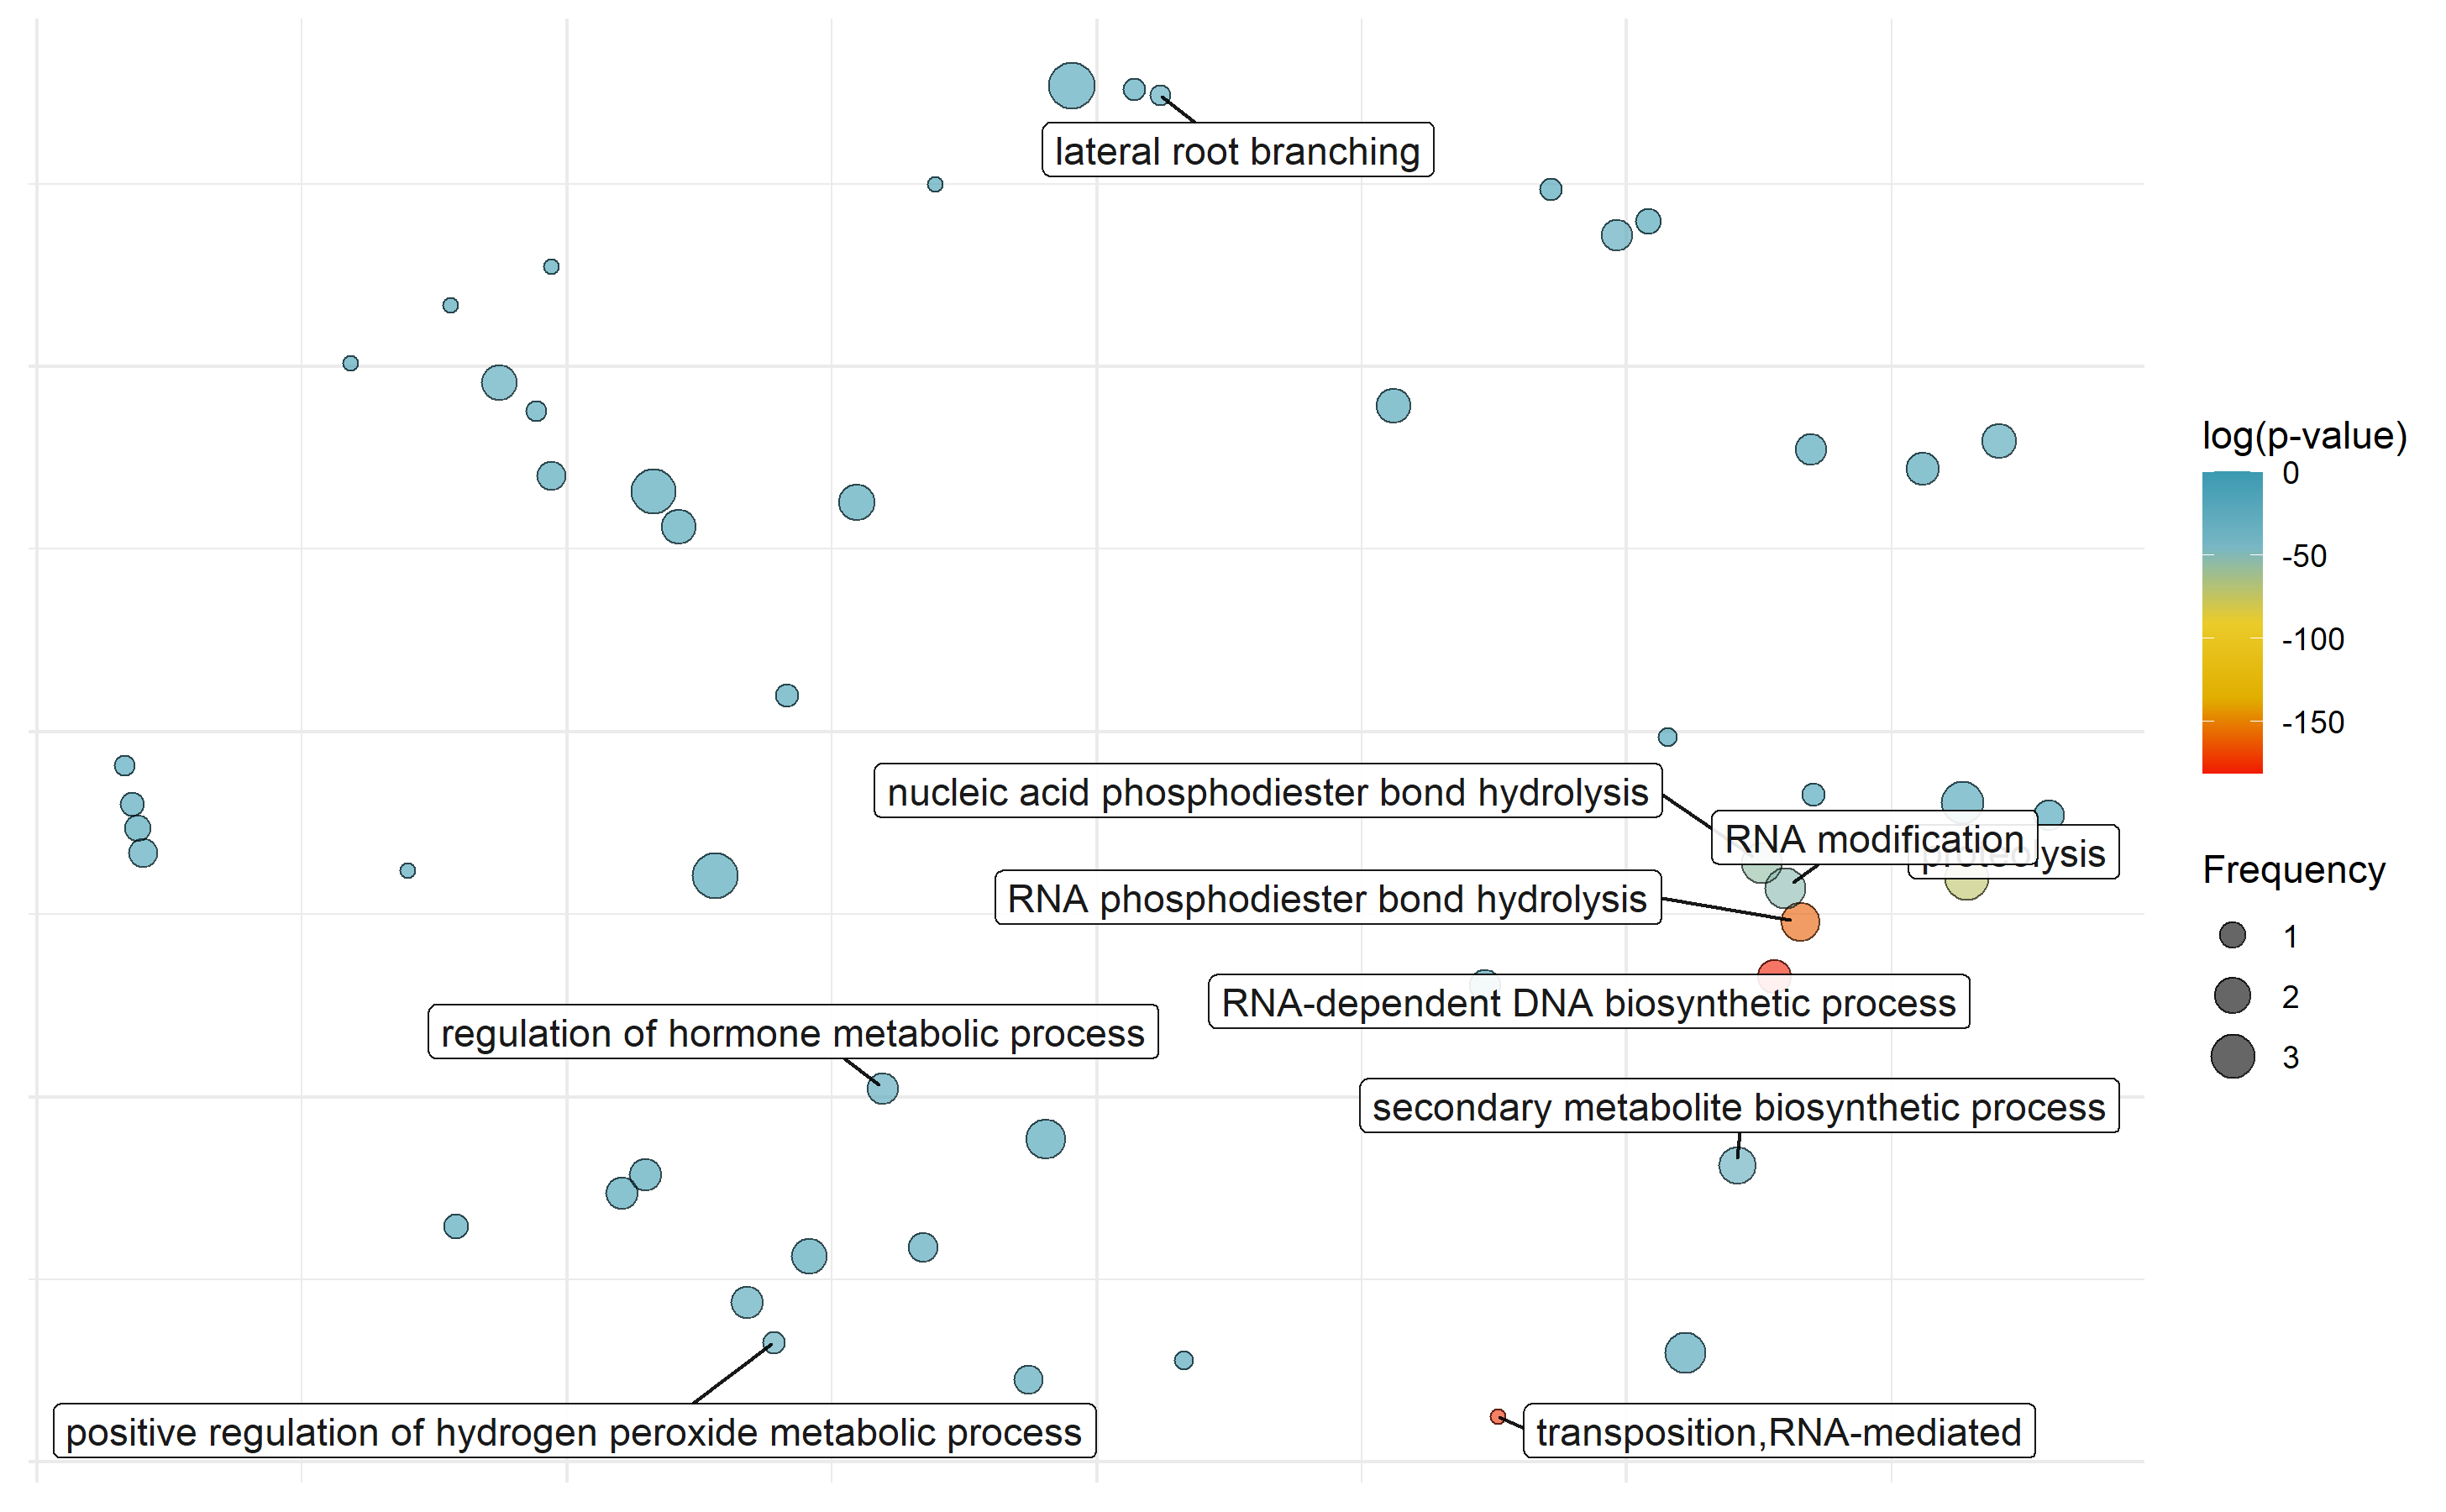 lateral root branching
log(p-value)
0
-50
-100
-150
nucleic acid phosphodiester bond hydrolysis
RNA modification
proteolysis
RNA phosphodiester bond hydrolysis
Frequency
1
2
3
RNA-dependent DNA biosynthetic process
regulation of hormone metabolic process
secondary metabolite biosynthetic process
positive regulation of hydrogen peroxide metabolic process
transposition,RNA-mediated